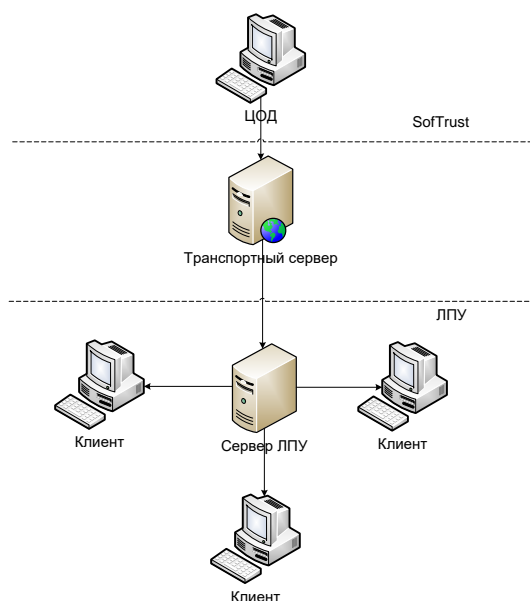 ЦОД
SofTrust
Транспортный сервер
ЛПУ
Клиент
Сервер ЛПУ
Клиент
Клиент